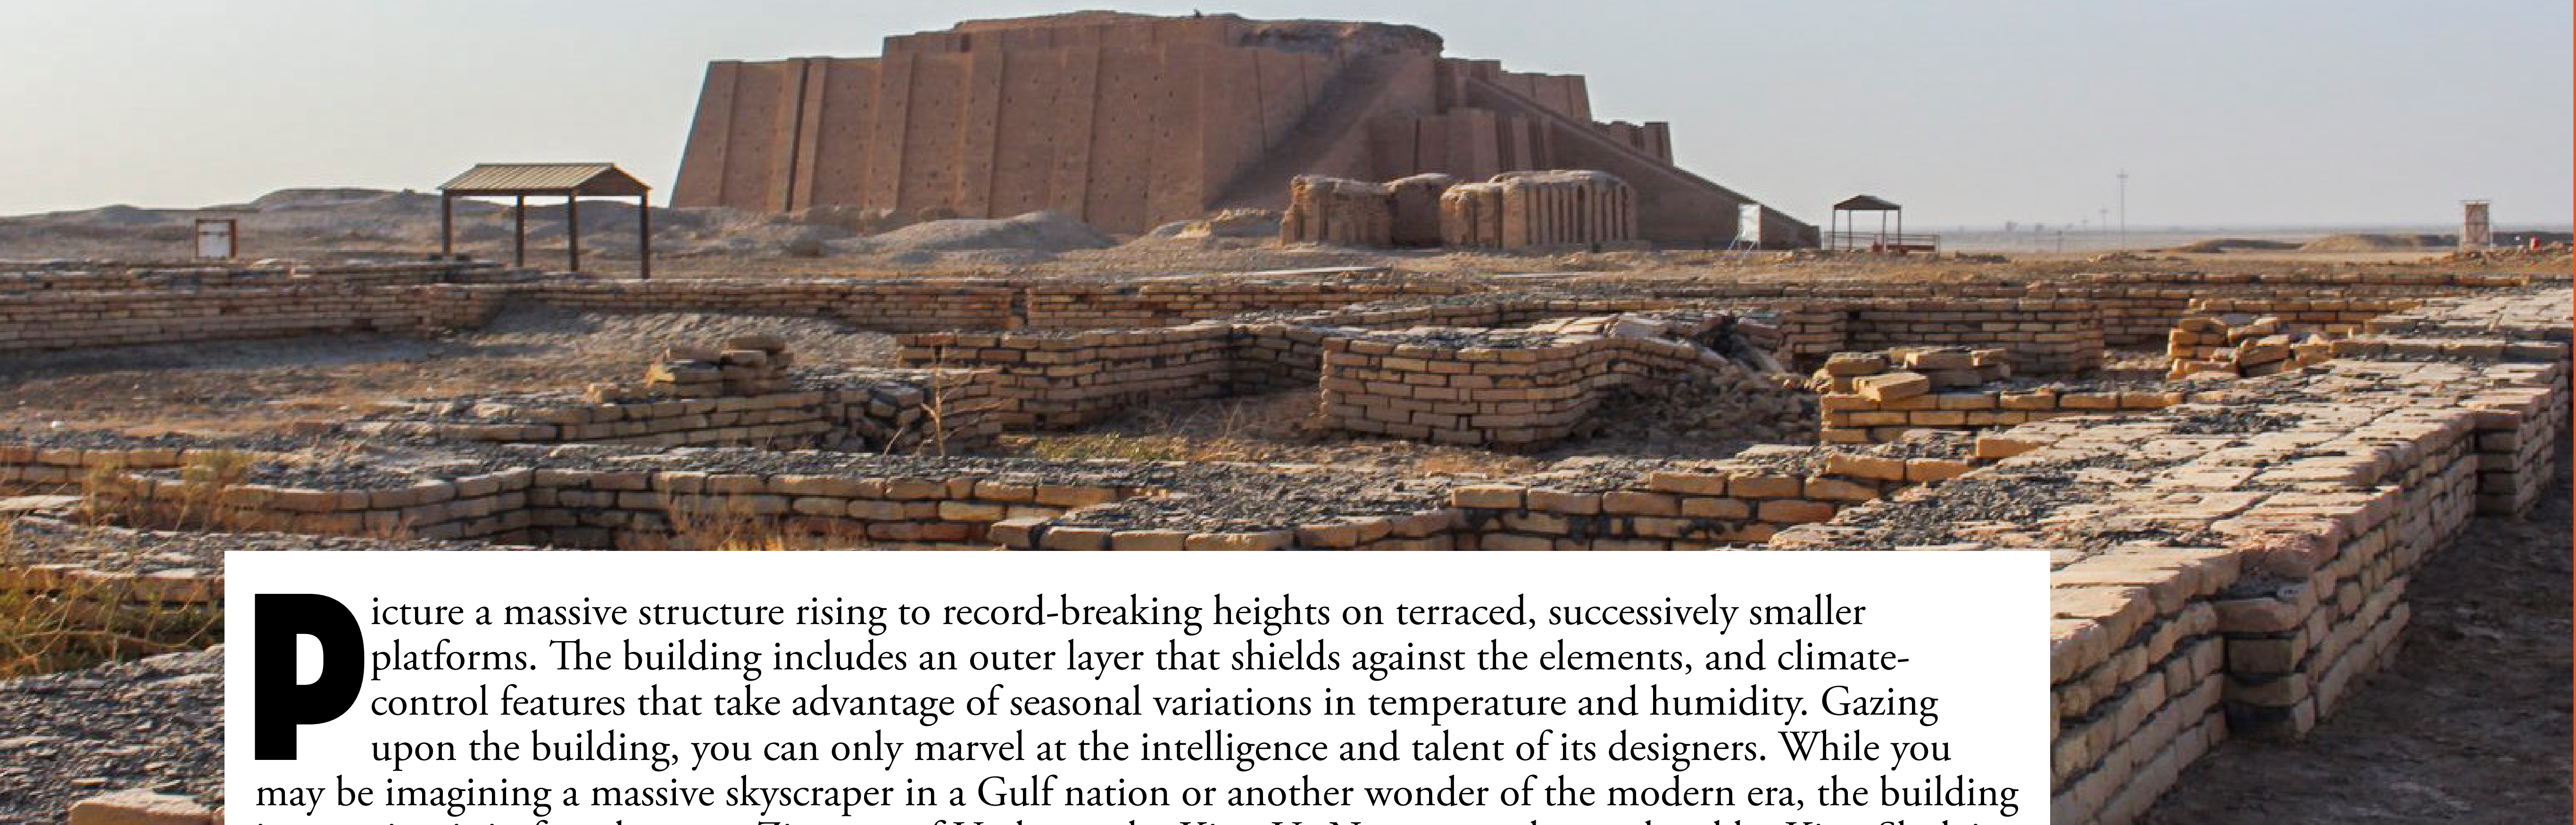 Picture a massive structure rising to record-breaking heights on terraced, successively smaller
platforms. The building includes an outer layer that shields against the elements, and climate-
control features that take advantage of seasonal variations in temperature and humidity. Gazing
upon the building, you can only marvel at the intelligence and talent of its designers. While you
may be imagining a massive skyscraper in a Gulf nation or another wonder of the modern era, the building